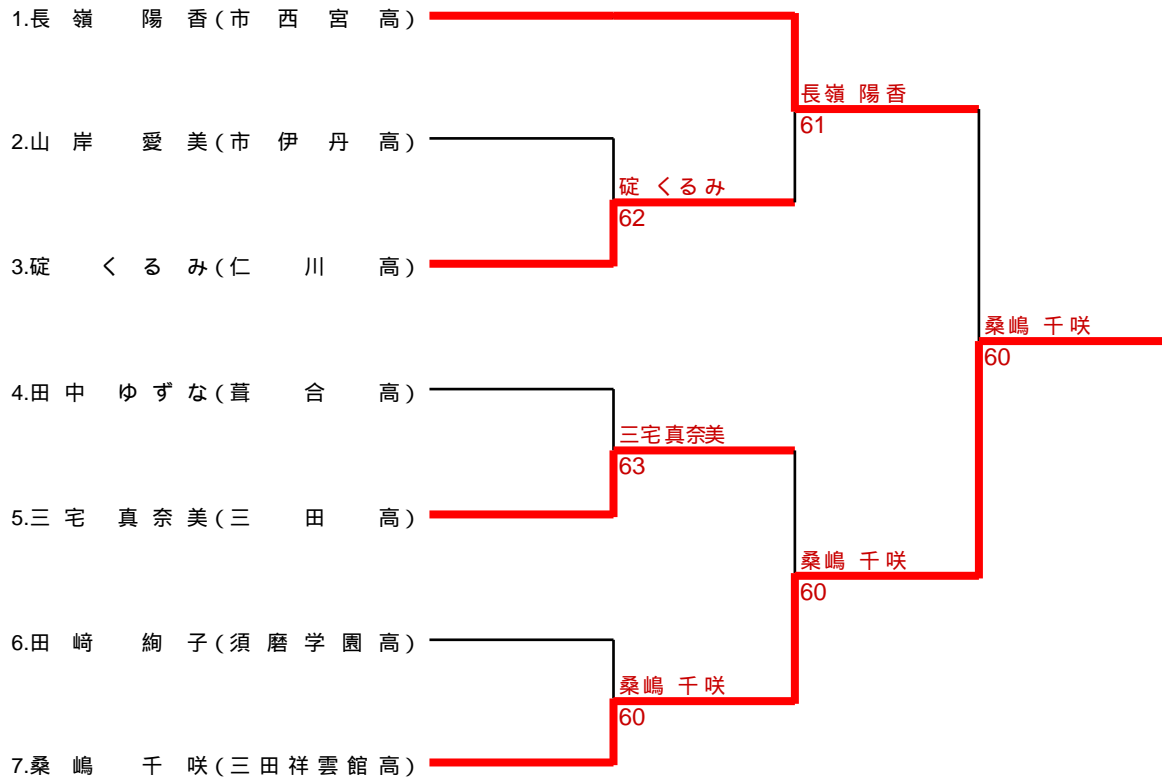 1.長嶺 陽香(市西宮高)
長嶺 陽香
61
2.山岸 愛美(市伊丹高)
碇 くるみ
62
3.碇 くるみ(仁川高)
桑嶋 千咲
60
4.田中 ゆずな(葺合高)
三宅 真奈美
63
5.三宅 真奈美(三田高)
桑嶋 千咲
60
6.田﨑 絢子(須磨学園高)
桑嶋 千咲
60
7.桑嶋 千咲(三田祥雲館高)